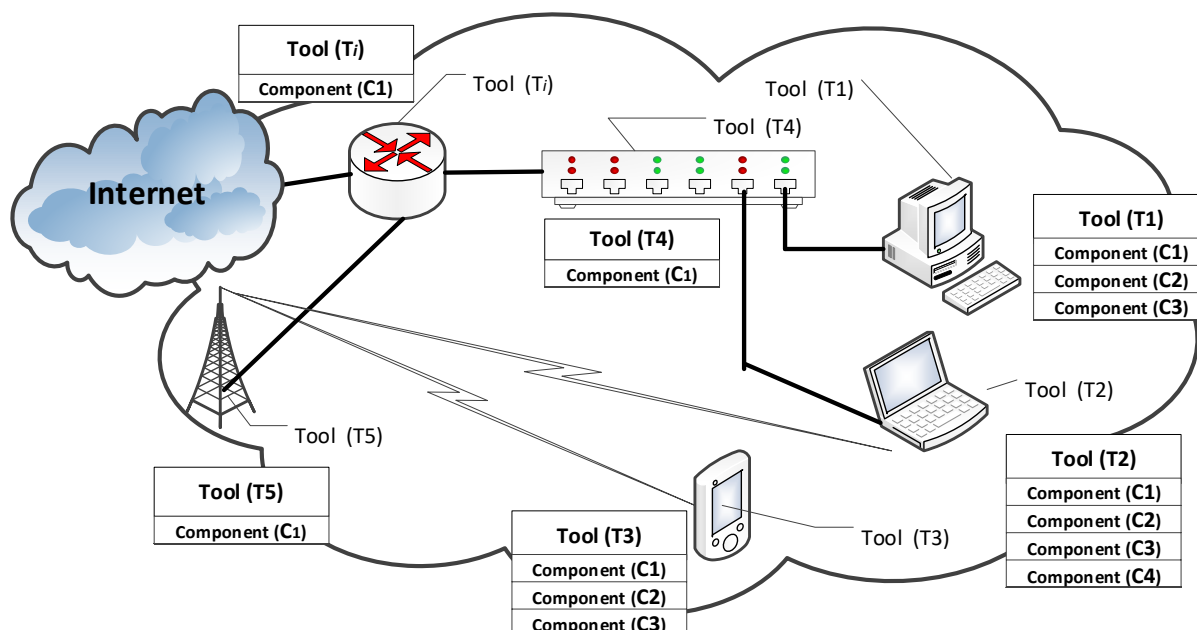 Tool (Ti)
Component (C1)
Tool (Ti)
Tool (T1)
Tool (T4)
Internet
Tool (T1)
Component (C1)
Component (C2)
Component (C3)
Tool (T4)
Component (C1)
Tool (T2)
Tool (T5)
Tool (T2)
Component (C1)
Component (C2)
Component (C3)
Component (C4)
Tool (T5)
Component (C1)
Tool (T3)
Tool (T3)
Component (C1)
Component (C2)
Component (C3)